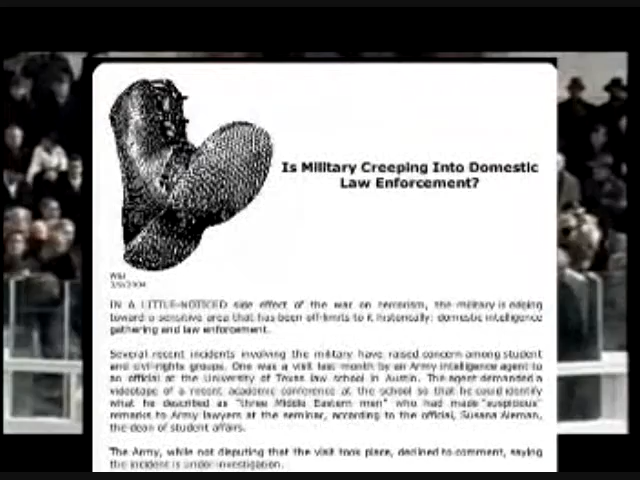 Is Military Creeping Into Domestic
Law Enforcement?
WSJ
3/9/2004
IN A LITTLE-NOTICED side effect of the war on terrorism, the military is edging
toward a sensitive area that has been off-limits to it historically: domestic intelligence
gathering and law enforcement.
Several recent incidents involving the military have raised concern among student
and civil-rights groups. One was a visit last month by an Army intelligence agent to
an official at the University of Texas law school in Austin. The agent demanded a
videotape of a recent academic conference at the school so that he could identify
what he described as "three Middle Eastern men" who had made "suspicious"
remarks to Army lawyers at the seminar, according to the official, Susana Aleman,
the dean of student affairs.
The Army, while not disputing that the visit took place, declined to comment, saying
the incident is under investigation.